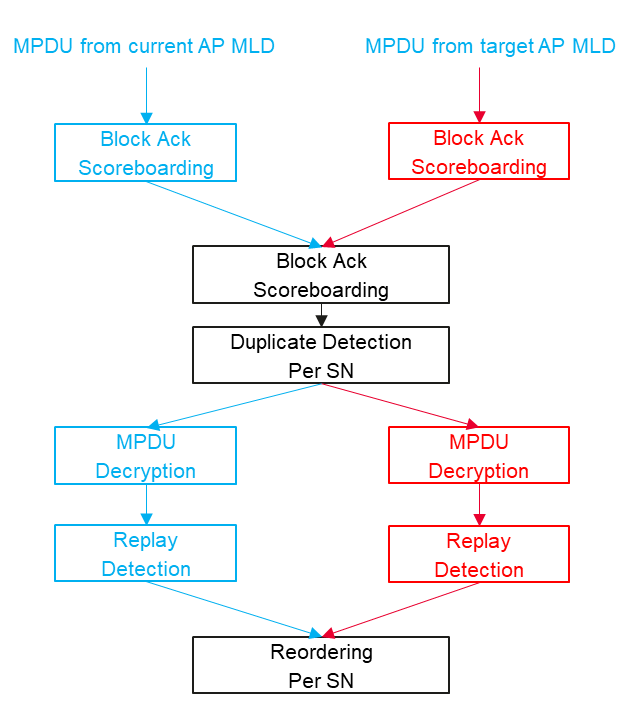 MPDU from current AP MLD
MPDU from target AP MLD
Block Ack
Scoreboarding
Block Ack
Scoreboarding
Block Ack
Scoreboarding
Duplicate Detection
Per SN
MPDU
Decryption
MPDU
Decryption
Replay
Detection
Replay
Detection
Reordering
Per SN